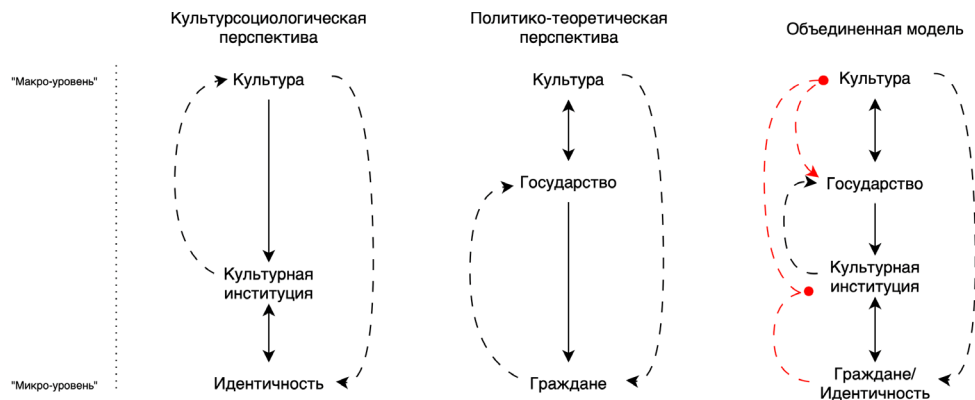 Культурсоциологическая
перспектива
Политико-теоретическая
перспектива
Объединенная модель
"Макро-уровень"
Культура
Культура
Культура
Государство
Государство
Культурная
институция
Культурная
институция
"Микро-уровень"
Идентичность
Граждане
Граждане/
Идентичность